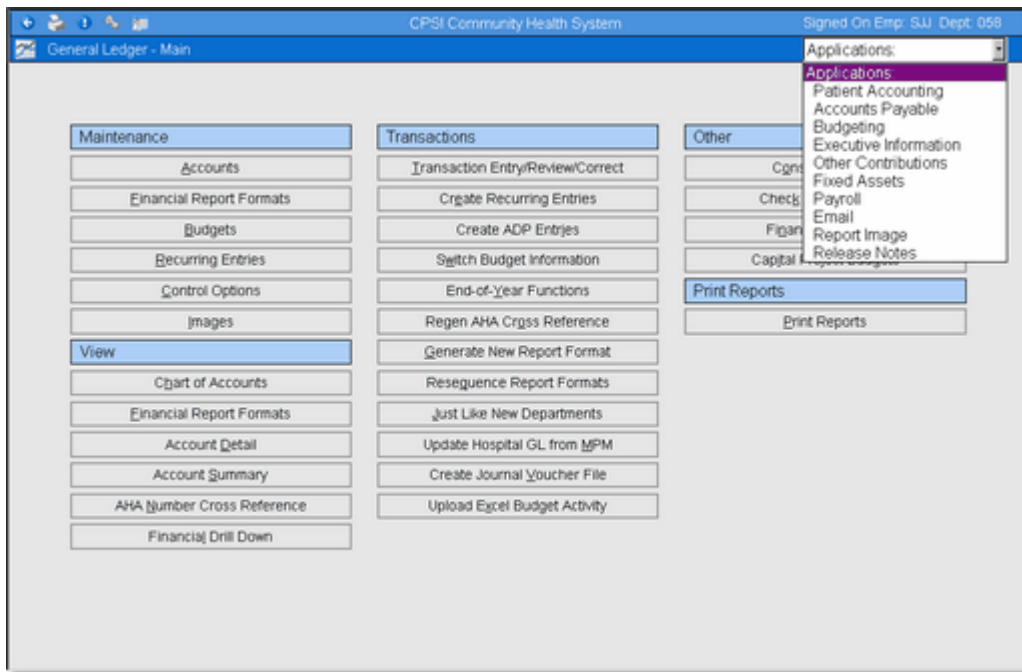 CPSI Community Health System
Signed On Emp: SJJ Dept: 058
General Ledger - Main
Applications:
Applications:
Patient Accounting
Accounts Payable
Budgeting
Executive Information
Other Contributions
Fixed Assets
Payroll
Email
Report Image
Release Notes
Maintenance
Accounts
Financial Report Formats
Budgets
Recurring Entries
Control Options
Images
View
Chart of Accounts
Financial Report Formats
Account Detail
Account Summary
AHA Number Cross Reference
Financial Drill Down
Transactions
Transaction Entry/Review/Correct
Create Recurring Entries
Create ADP Entries
Switch Budget Information
End-of-Year Functions
Regen AHA Cross Reference
Generate New Report Format
Resequence Report Formats
Just Like New Departments
Update Hospital GL from MPM
Create Journal Voucher File
Upload Excel Budget Activity
Other
Cons
Check
Finan
Capital Project Budgets
Print Reports
Print Reports